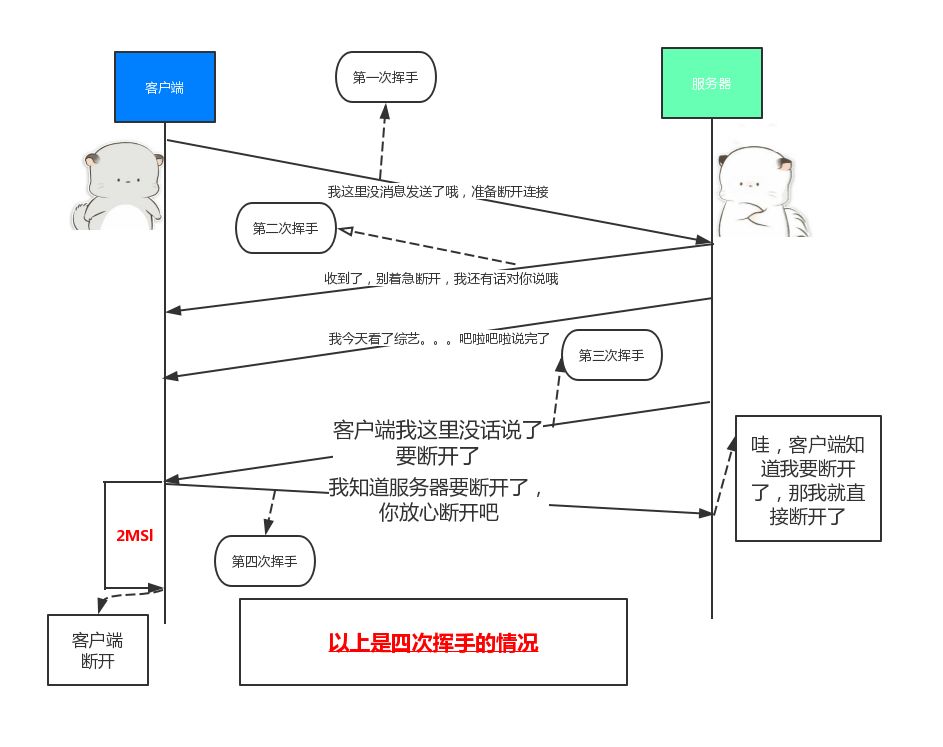 客户端
服务器
第一次挥手
我这里没消息发送了哦，准备断开连接
第二次挥手
收到了，别着急断开，我还有话对你说哦
我今天看了综艺。。。吧啦吧啦说完了
第三次挥手
客户端我这里没话说了
要断开了
哇，客户端知
道我要断开
了，那我就直
接断开了
我知道服务器要断开了，
你放心断开吧
2MSl
第四次挥手
客户端
断开
以上是四次挥手的情况